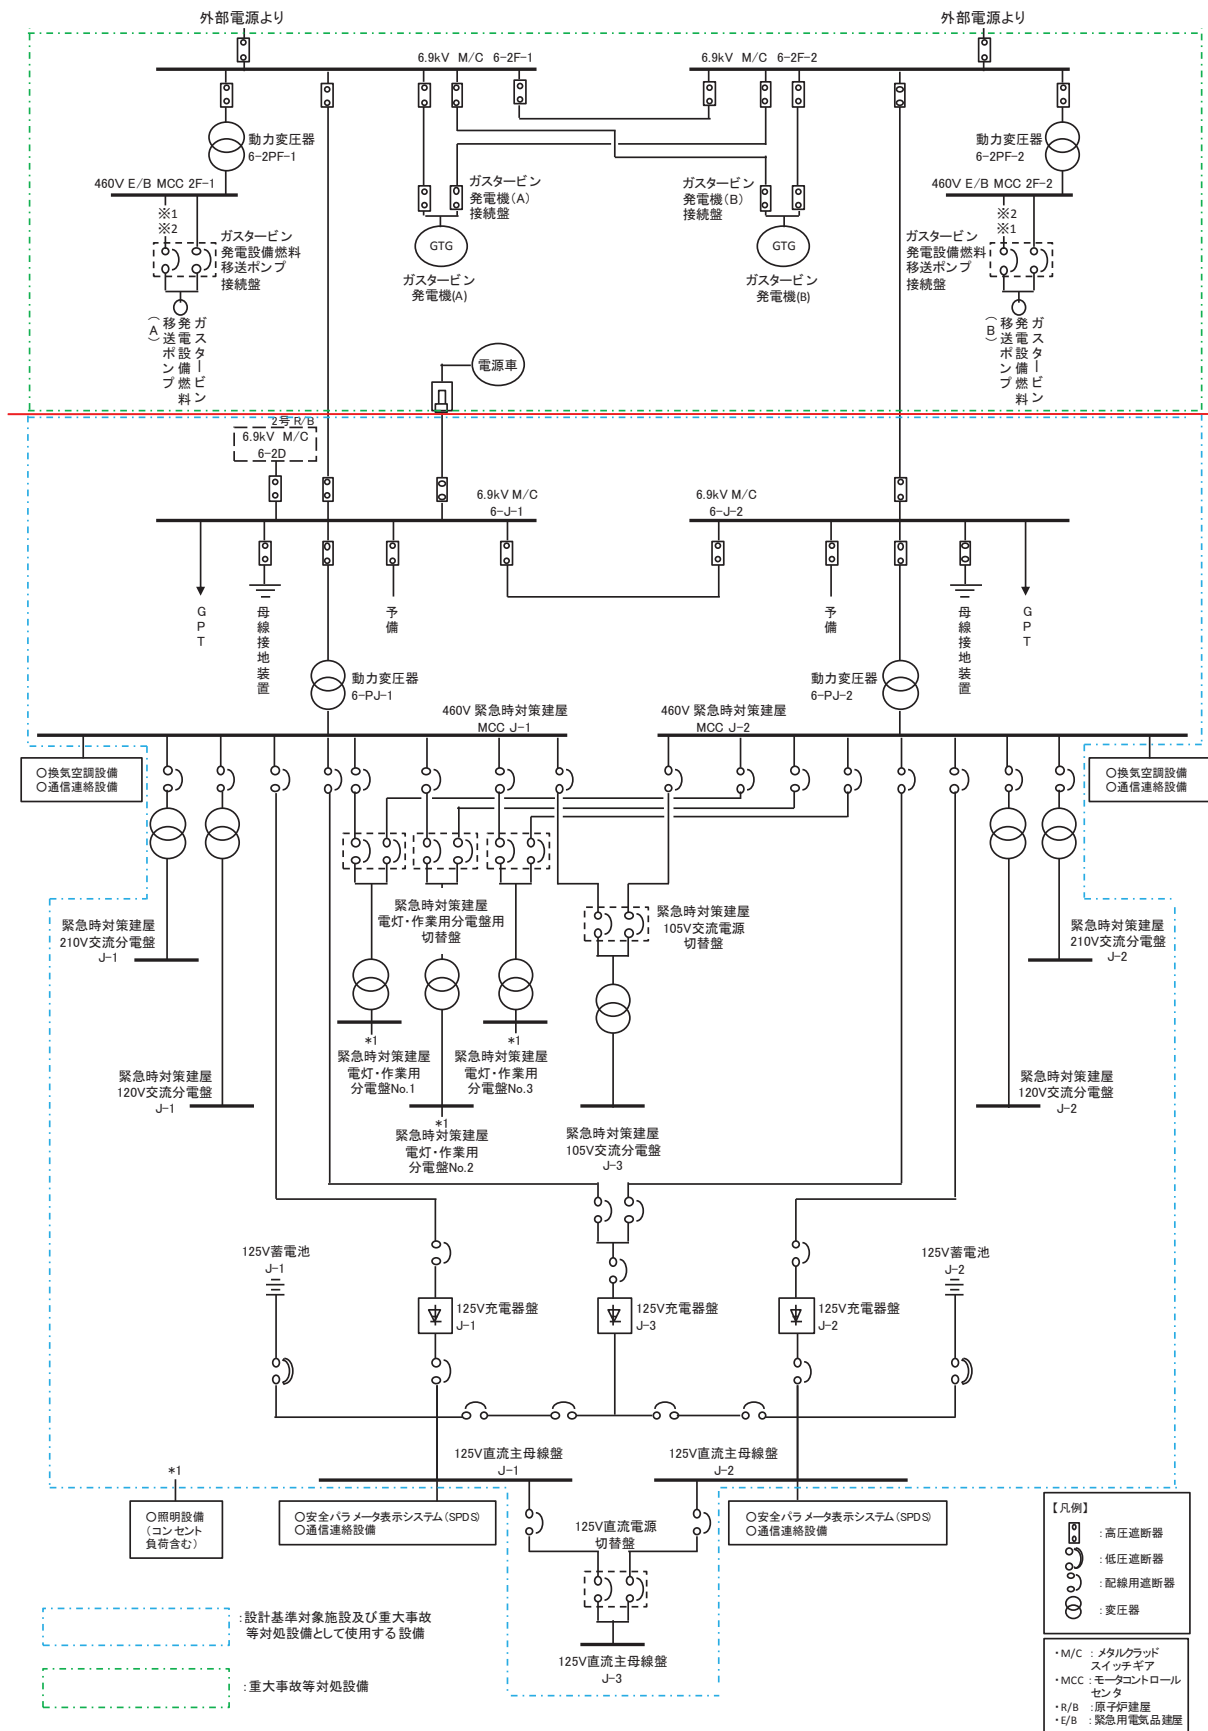 外部電源より
外部電源より
6.9kV M/C 6-2F-1
6.9kV M/C 6-2F-2
動力変圧器
6-2PF-1
動力変圧器
6-2PF-2
460V E/B MCC 2F-1
460V E/B MCC 2F-2
※1
※2
ガスタービン
発電設備燃料
移送ポンプ
接続盤
ガスタービン
発電機(A)
接続盤
ガスタービン
発電機(B)
接続盤
※2
※1
ガスタービン
発電設備燃料
移送ポンプ
接続盤
GTG
GTG
ガスタービン
発電機(A)
ガスタービン
発電機(B)
ガスタービン
発電設備燃料
移送ポンプ
(A)
ガスタービン
発電設備燃料
移送ポンプ
(B)
電源車
2号 R/B
6.9kV M/C
6-2D
6.9kV M/C
6-J-1
6.9kV M/C
6-J-2
GPT
母線接地装置
予備
予備
母線接地装置
GPT
動力変圧器
6-PJ-1
動力変圧器
6-PJ-2
460V 緊急時対策建屋
MCC J-1
460V 緊急時対策建屋
MCC J-2
○換気空調設備
○通信連絡設備
○換気空調設備
○通信連絡設備
緊急時対策建屋
210V交流分電盤
J-1
緊急時対策建屋
電灯・作業用分電盤用
切替盤
緊急時対策建屋
105V交流電源
切替盤
緊急時対策建屋
210V交流分電盤
J-2
*1
緊急時対策建屋
電灯・作業用
分電盤No.1
*1
緊急時対策建屋
電灯・作業用
分電盤No.3
緊急時対策建屋
120V交流分電盤
J-1
緊急時対策建屋
120V交流分電盤
J-2
*1
緊急時対策建屋
電灯・作業用
分電盤No.2
緊急時対策建屋
105V交流分電盤
J-3
125V蓄電池
J-1
125V蓄電池
J-2
125V充電器盤
J-1
125V充電器盤
J-3
125V充電器盤
J-2
125V直流主母線盤
J-1
125V直流主母線盤
J-2
*1
○照明設備
(コンセント
負荷含む)
○安全パラメータ表示システム(SPDS)
○通信連絡設備
125V直流電源
切替盤
○安全パラメータ表示システム(SPDS)
○通信連絡設備
125V直流主母線盤
J-3
【凡例】
:高圧遮断器
:低圧遮断器
:配線用遮断器
:変圧器
・M/C :メタルクラッド
スイッチギア
・MCC :モータコントロール
センタ
・R/B :原子炉建屋
・E/B :緊急用電気品建屋
:設計基準対象施設及び重大事故
等対処設備として使用する設備
:重大事故等対処設備